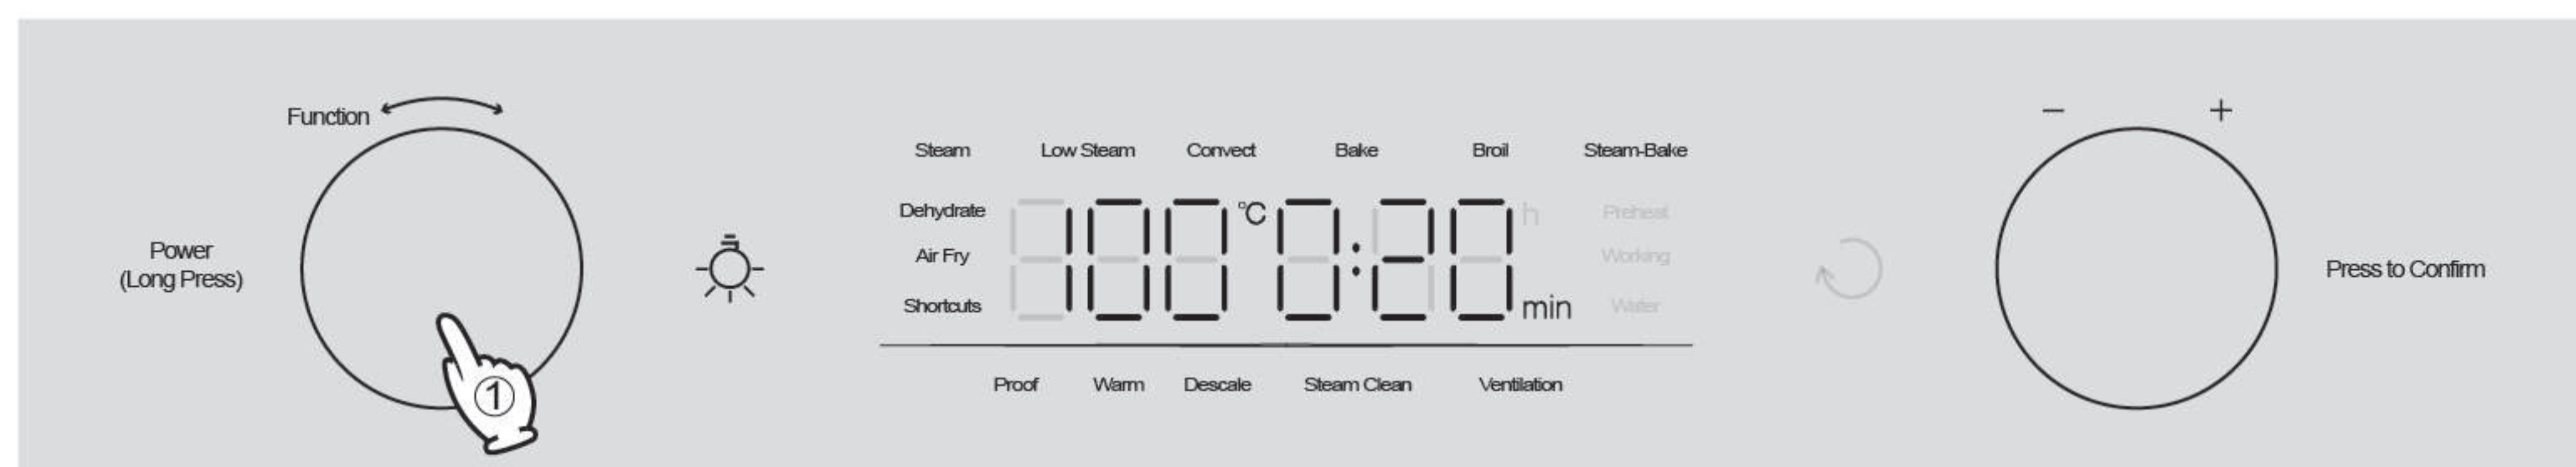 Function
− +
Steam Low Steam Convect Bake Broil Steam-Bake
Dehydrate
Air Fry
Shortcuts
100 °C 0:20 h min
Preheat
Working
Water
Power
(Long Press)
Press to Confirm
Proof Warm Descale Steam Clean Ventilation
1